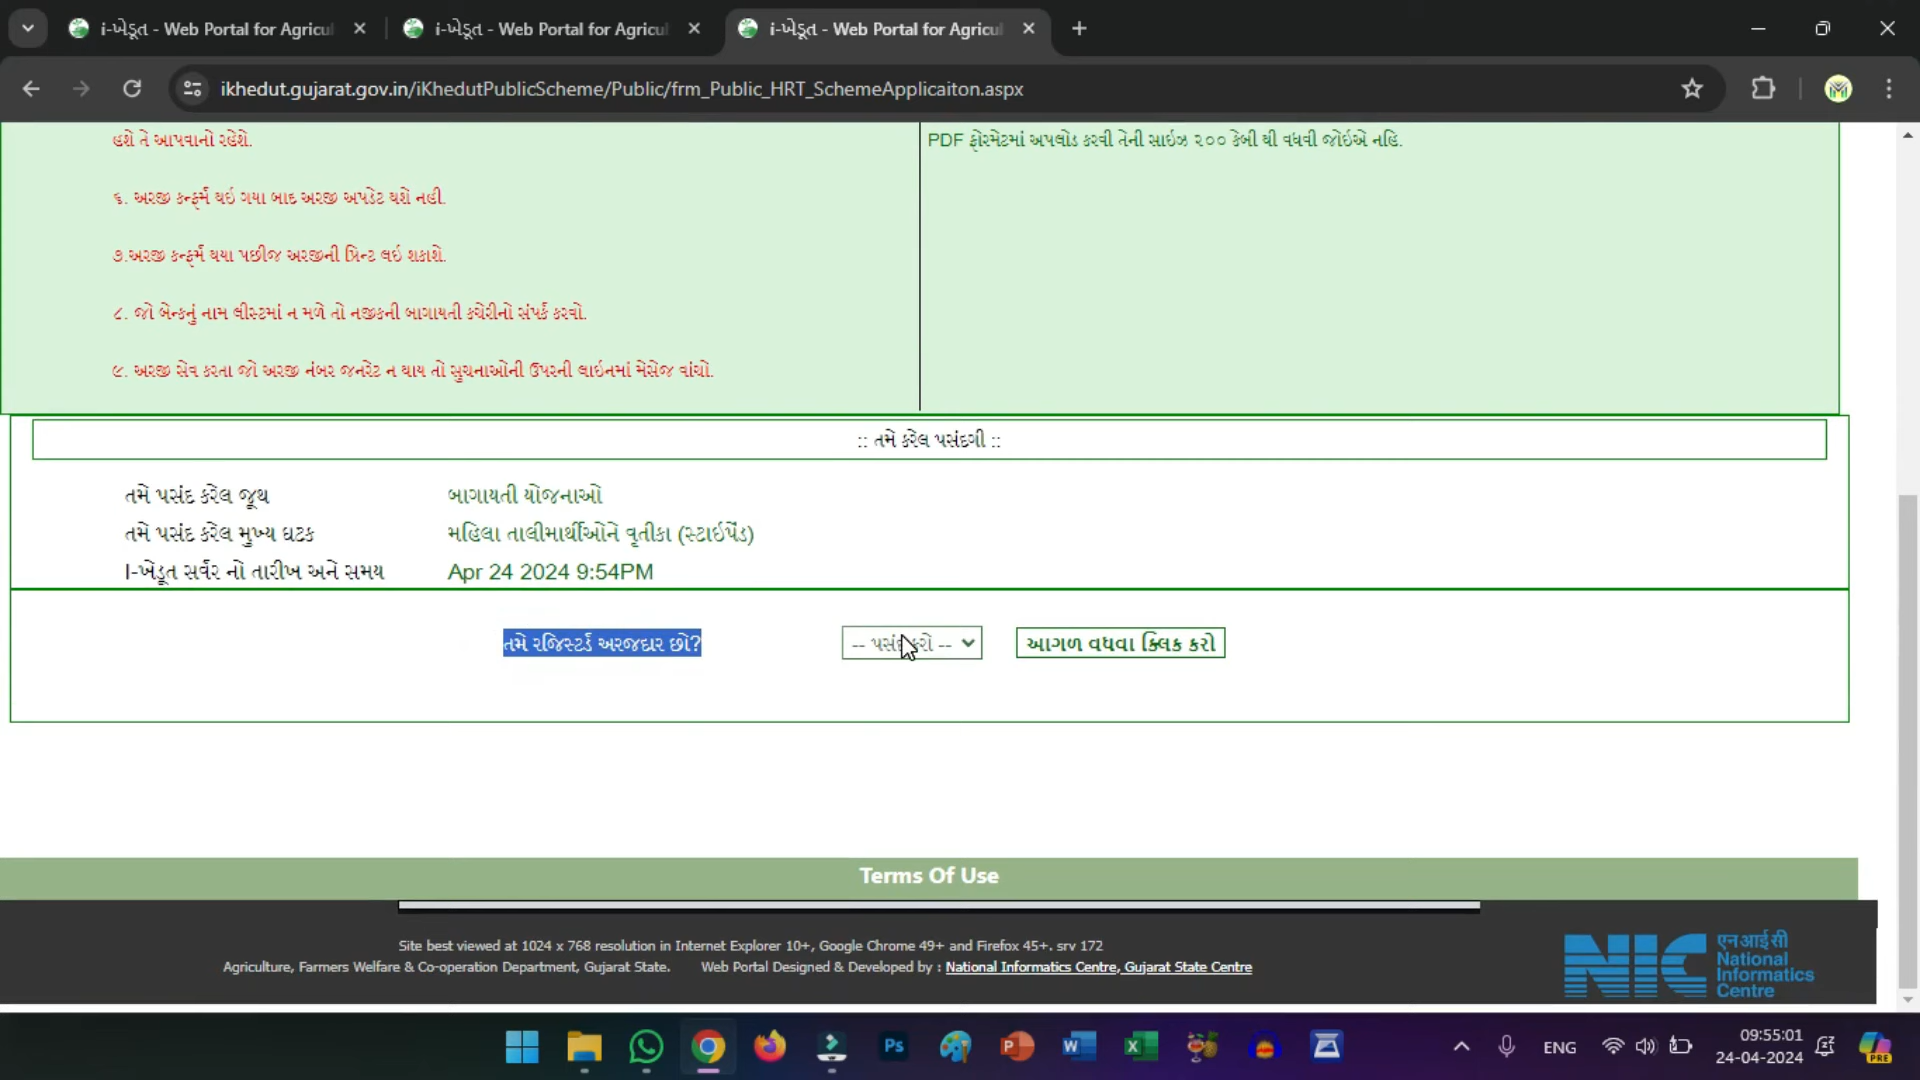 i-ખેડૂત - Web Portal for Agricul
i-ખેડૂત - Web Portal for Agricul
i-ખેડૂત - Web Portal for Agricul
ikhedut.gujarat.gov.in/iKhedutPublicScheme/Public/frm_Public_HRT_SchemeApplicaiton.aspx
હશે તે આપવાનો રહેશે.
PDF ફોરમેટમાં અપલોડ કરવી તેની સાઇઝ ૨૦૦ કેબી થી વધવી જોઇએ નહિ.
૬. અરજી કન્ફર્મ થઇ ગયા બાદ અરજી અપડેટ થશે નહી.
૭.અરજી કન્ફર્મ થયા પછીજ અરજીની પ્રિન્ટ લઇ શકાશે.
૮. જો બેન્કનું નામ લીસ્ટમાં ન મળે તો નજીકની બાગાયતી કચેરીનો સંપર્ક કરવો.
૯. અરજી સેવ કરતા જો અરજી નંબર જનરેટ ન થાય તો સુચનાઓની ઉપરની લાઇનમાં મેસેજ વાંચો.
:: તમે કરેલ પસંદગી ::
તમે પસંદ કરેલ જૂથ બાગાયતી યોજનાઓ
તમે પસંદ કરેલ મુખ્ય ઘટક મહિલા તાલીમાર્થીઓને વૃતીકા (સ્ટાઈપેંડ)
I-ખેડૂત સર્વર નો તારીખ અને સમય Apr 24 2024 9:54PM
તમે રજિસ્ટર્ડ અરજદાર છો? -- પસંદ કરો -- આગળ વધવા ક્લિક કરો
Terms Of Use
Site best viewed at 1024 x 768 resolution in Internet Explorer 10+, Google Chrome 49+ and Firefox 45+. srv 172
Agriculture, Farmers Welfare & Co-operation Department, Gujarat State. Web Portal Designed & Developed by : National Informatics Centre, Gujarat State Centre
NIC
एन आई सी
National
Informatics
Centre
ENG
09:55:01
24-04-2024
PRE